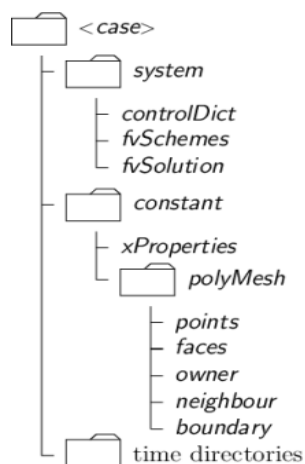 <case>
system
controlDict
fvSchemes
fvSolution
constant
xProperties
polyMesh
points
faces
owner
neighbour
boundary
time directories